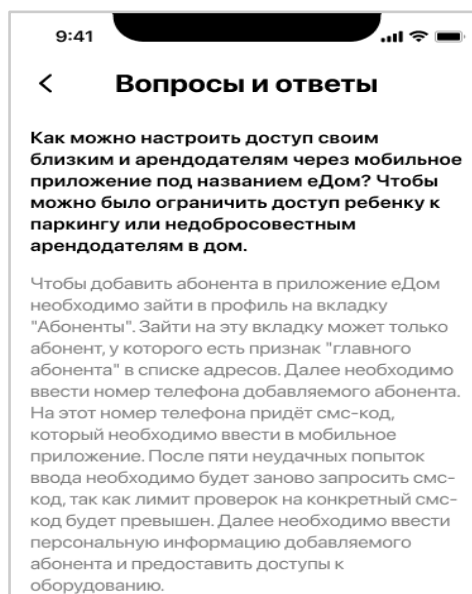 9:41
Вопросы и ответы
Как можно настроить доступ своим
близким и арендодателям через мобильное
приложение под названием еДом? Чтобы
можно было ограничить доступ ребенку к
паркингу или недобросовестным
арендодателям в дом.
Чтобы добавить абонента в приложение еДом
необходимо зайти в профиль на вкладку
"Абоненты". Зайти на эту вкладку может только
абонент, у которого есть признак "главного
абонента" в списке адресов. Далее необходимо
ввести номер телефона добавляемого абонента.
На этот номер телефона придёт смс-код,
который необходимо ввести в мобильное
приложение. После пяти неудачных попыток
ввода необходимо будет заново запросить смс-
код, так как лимит проверок на конкретный смс-
код будет превышен. Далее необходимо ввести
персональную информацию добавляемого
абонента и предоставить доступы к
оборудованию.